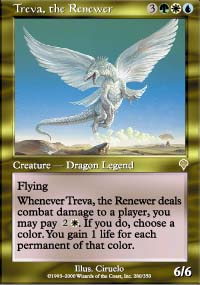 Treva, the Renewer 3
Creature — Dragon Legend
Flying
Whenever Treva, the Renewer deals
combat damage to a player, you
may pay 2 . If you do, choose a
color. You gain 1 life for each
permanent of that color.
Illus. Ciruelo
©1993-2000 Wizards of the Coast, Inc. 280/350
6/6